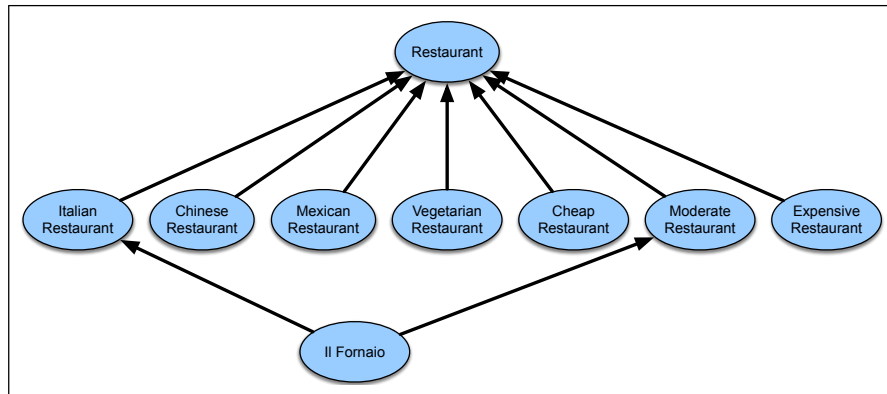 Restaurant
Italian
Restaurant
Chinese
Restaurant
Mexican
Restaurant
Vegetarian
Restaurant
Cheap
Restaurant
Moderate
Restaurant
Expensive
Restaurant
Il Fornaio